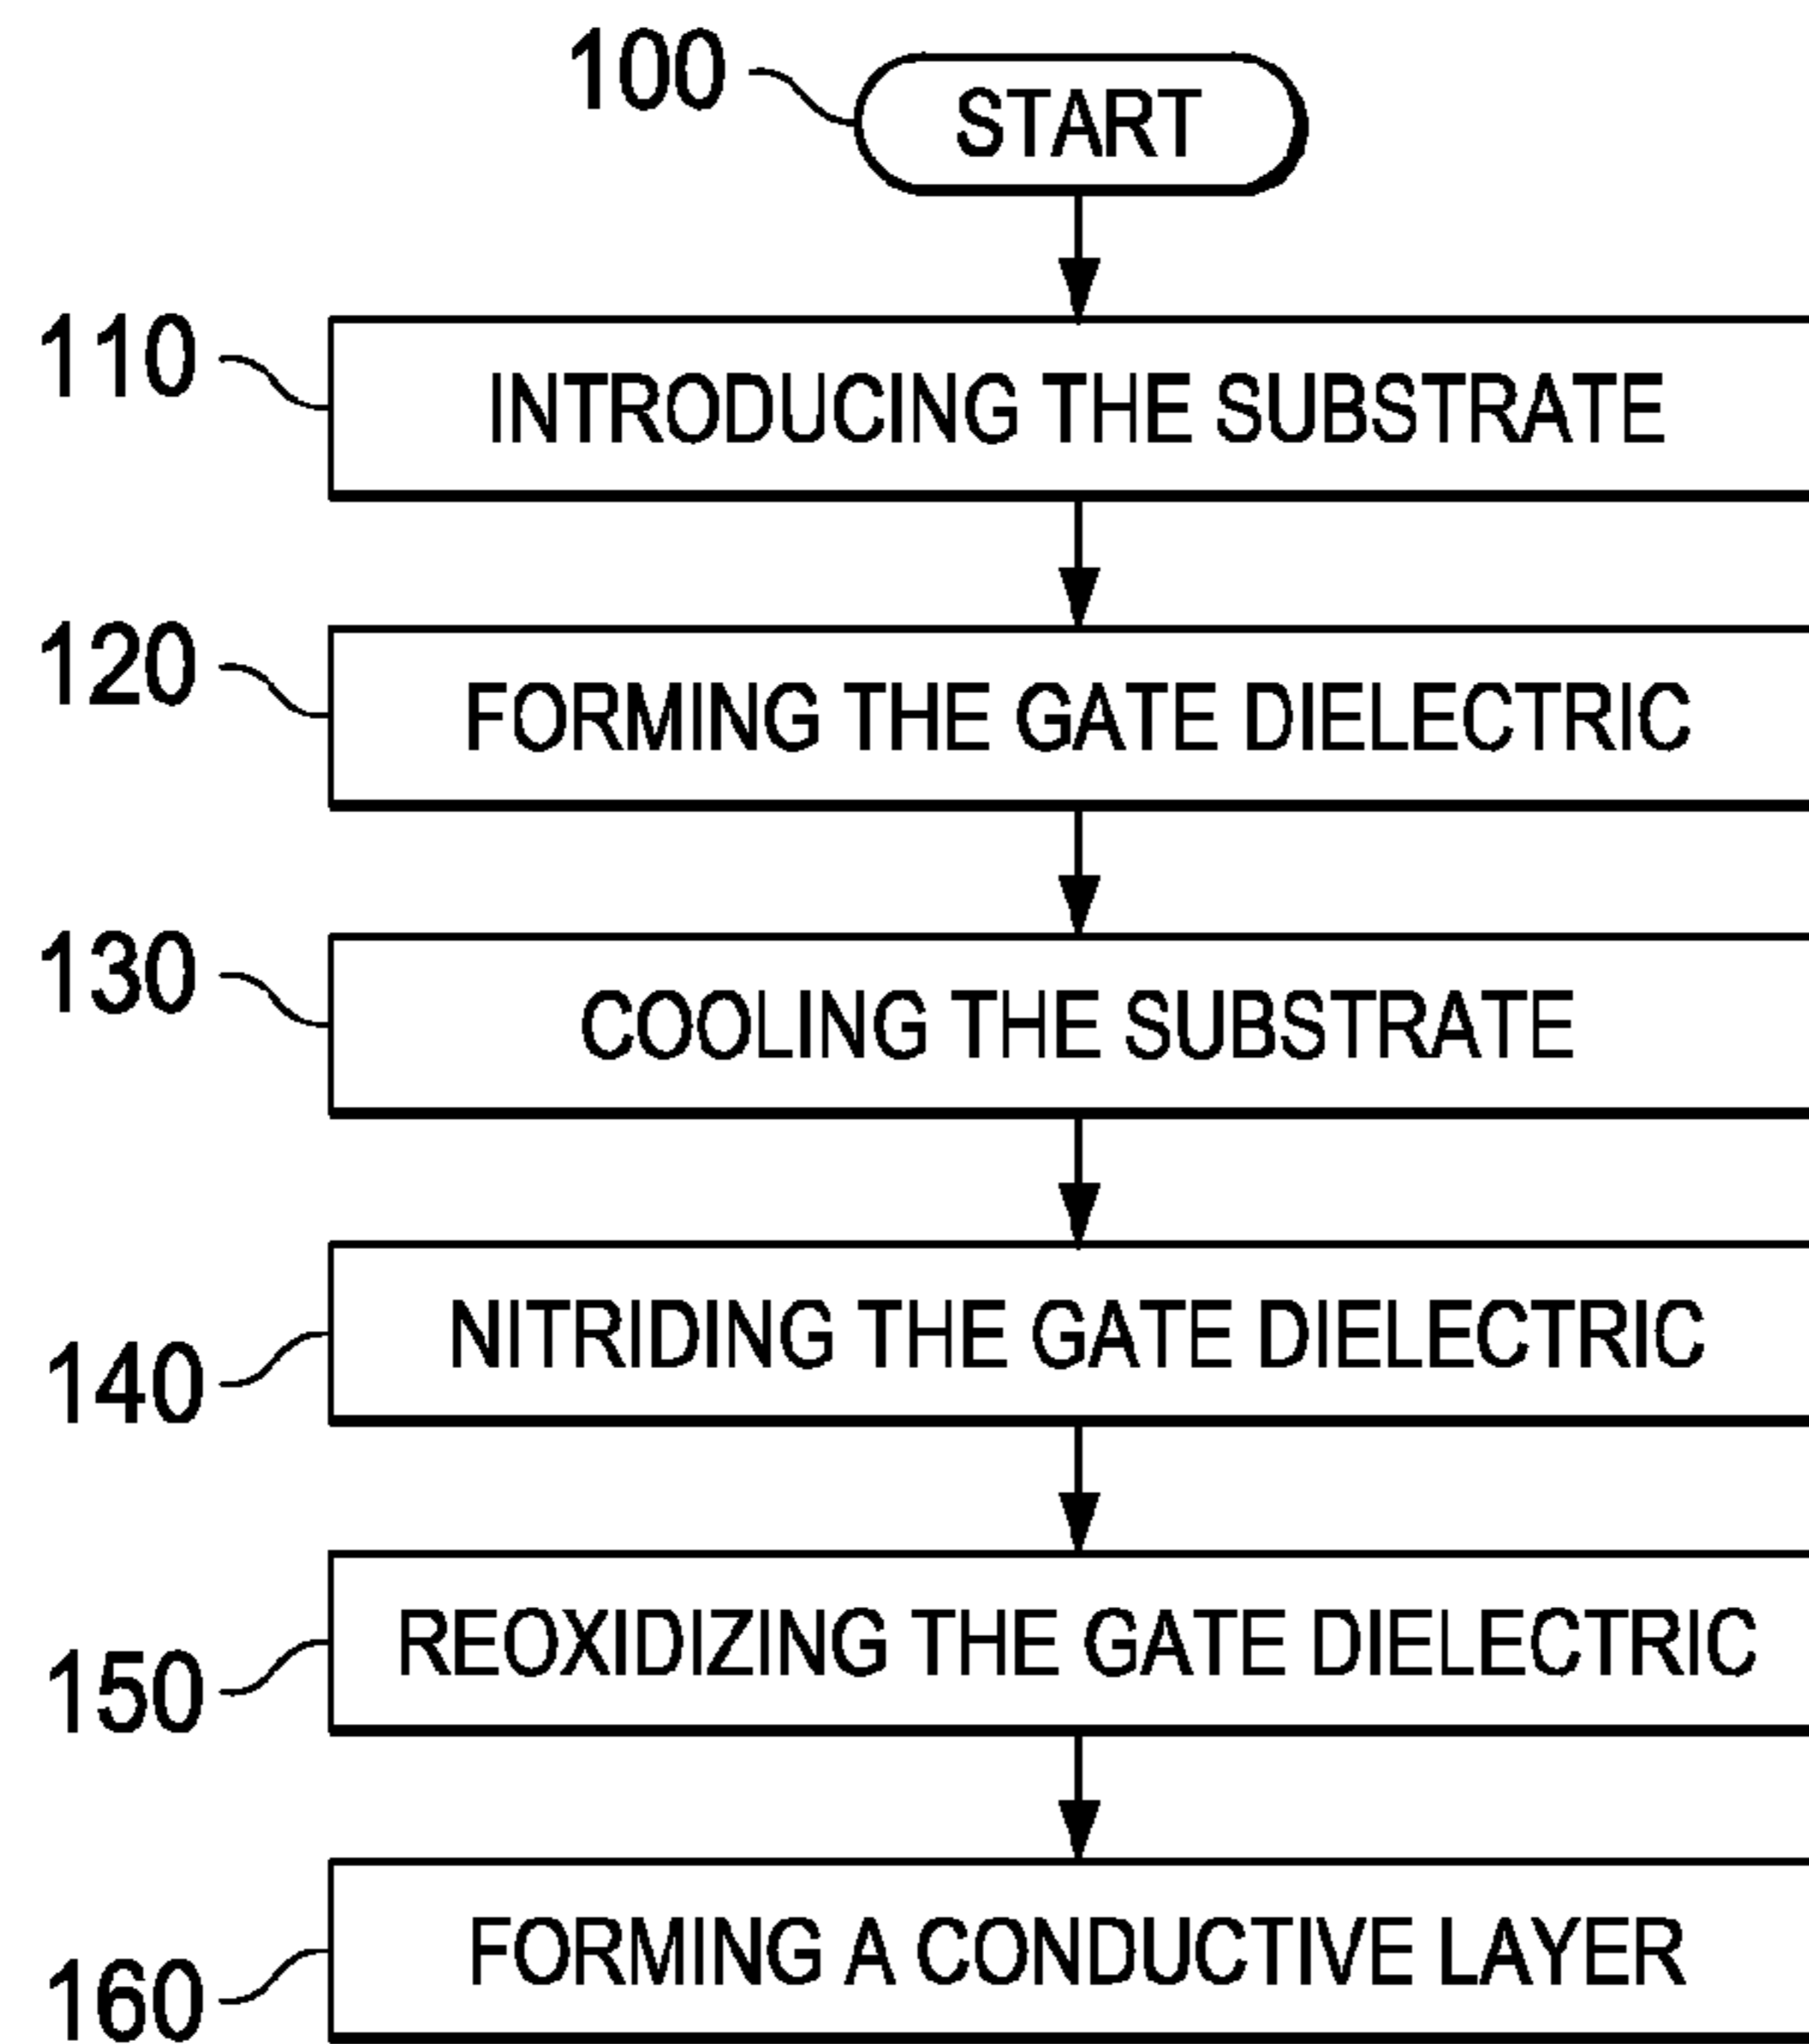 100 START
110 INTRODUCING THE SUBSTRATE
120 FORMING THE GATE DIELECTRIC
130 COOLING THE SUBSTRATE
140 NITRIDING THE GATE DIELECTRIC
150 REOXIDIZING THE GATE DIELECTRIC
160 FORMING A CONDUCTIVE LAYER